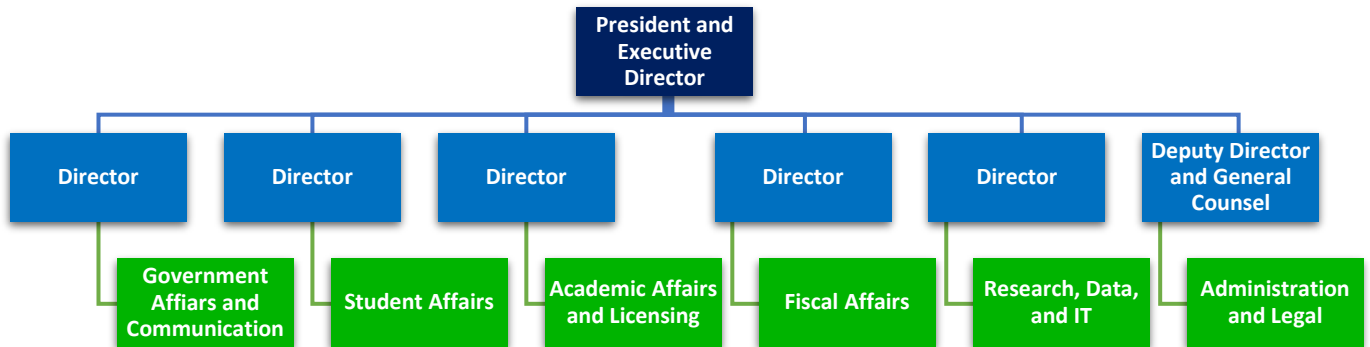 President and
Executive
Director
Director
Director
Director
Director
Director
Deputy Director
and General
Counsel
Government
Affiars and
Communication
Student Affairs
Academic Affairs
and Licensing
Fiscal Affairs
Research, Data,
and IT
Administration
and Legal